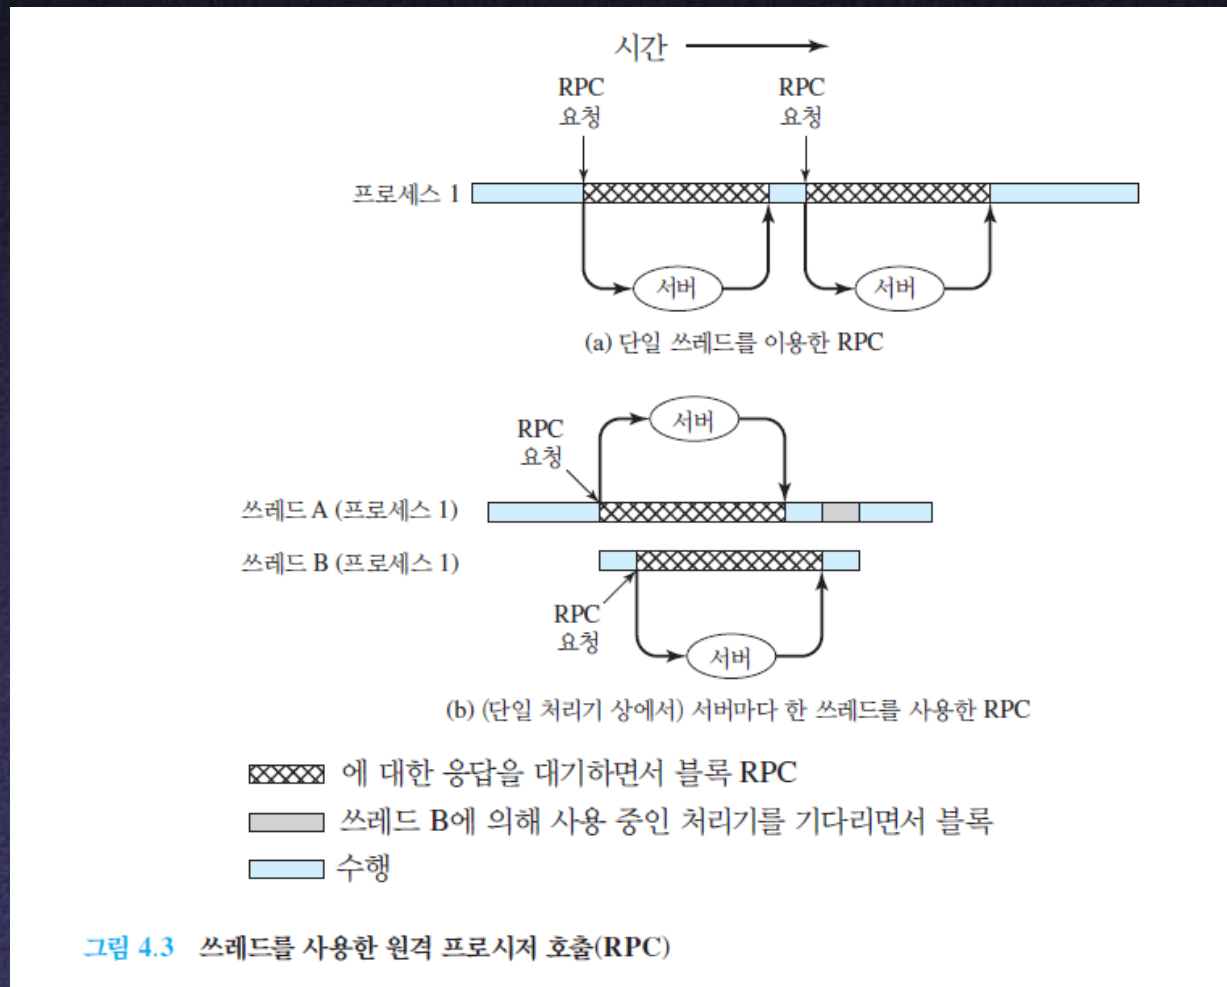 시간
RPC
요청
RPC
요청
프로세스 1
서버
서버
(a) 단일 쓰레드를 이용한 RPC
서버
RPC
요청
쓰레드 A (프로세스 1)
쓰레드 B (프로세스 1)
RPC
요청
서버
(b) (단일 처리기 상에서) 서버마다 한 쓰레드를 사용한 RPC
에 대한 응답을 대기하면서 블록 RPC
쓰레드 B에 의해 사용 중인 처리기를 기다리면서 블록
수행
그림 4.3 쓰레드를 사용한 원격 프로시저 호출(RPC)